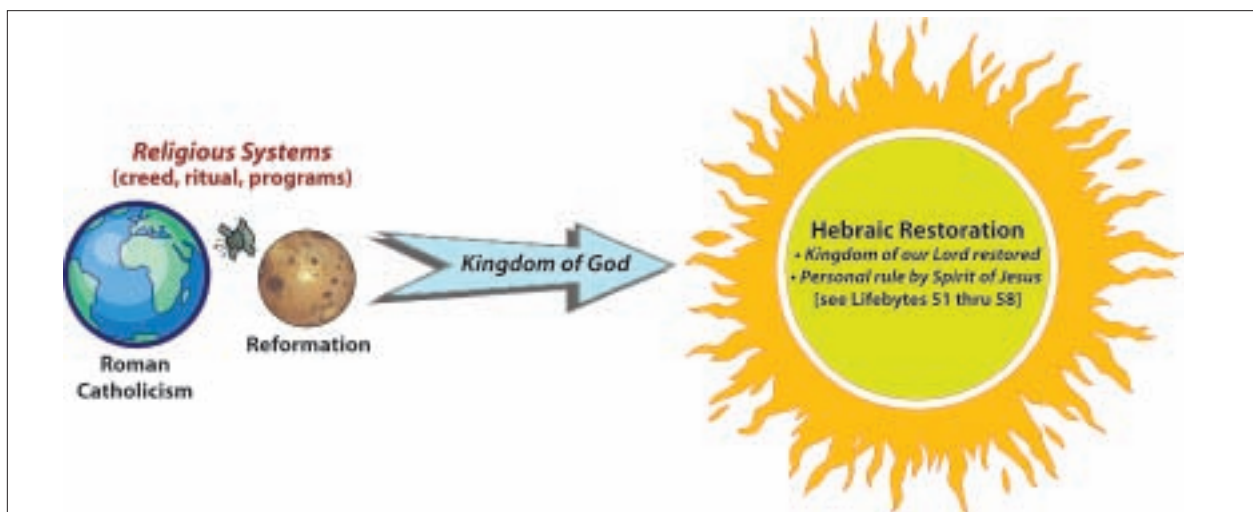 Religious Systems
(creed, ritual, programs)
Roman
Catholicism
Reformation
Kingdom of God
Hebraic Restoration
• Kingdom of our Lord restored
• Personal rule by Spirit of Jesus
[see Lifebytes 51 thru 58]